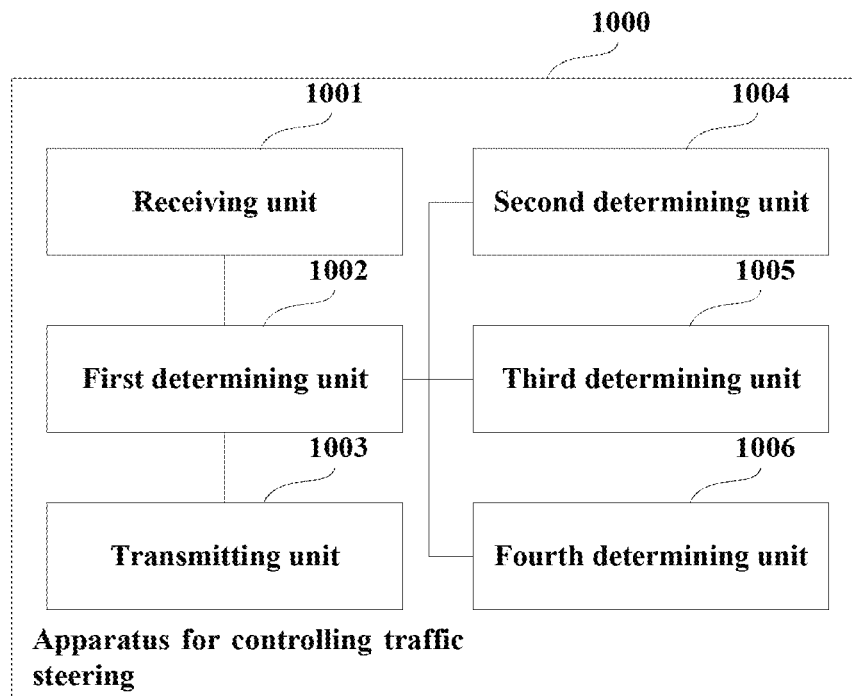 1000
1001
1004
Receiving unit
Second determining unit
1002
1005
First determining unit
Third determining unit
1003
1006
Transmitting unit
Fourth determining unit
Apparatus for controlling traffic
steering